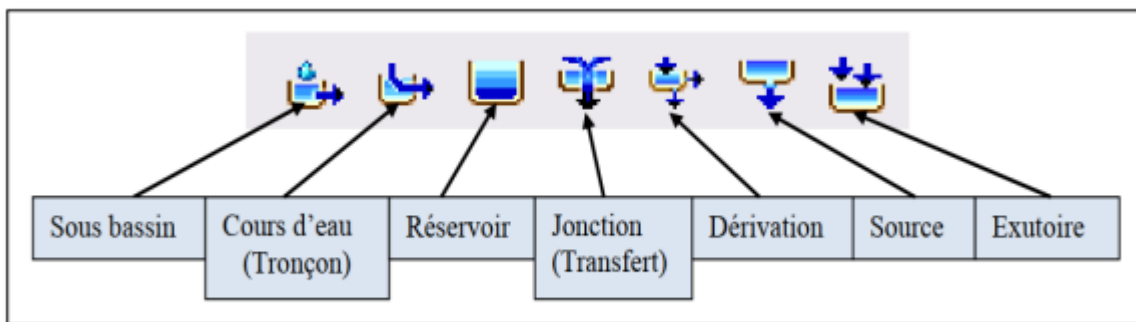 Sous bassin
Cours d'eau
(Tronçon)
Réservoir
Jonction
(Transfert)
Dérivation
Source
Exutoire